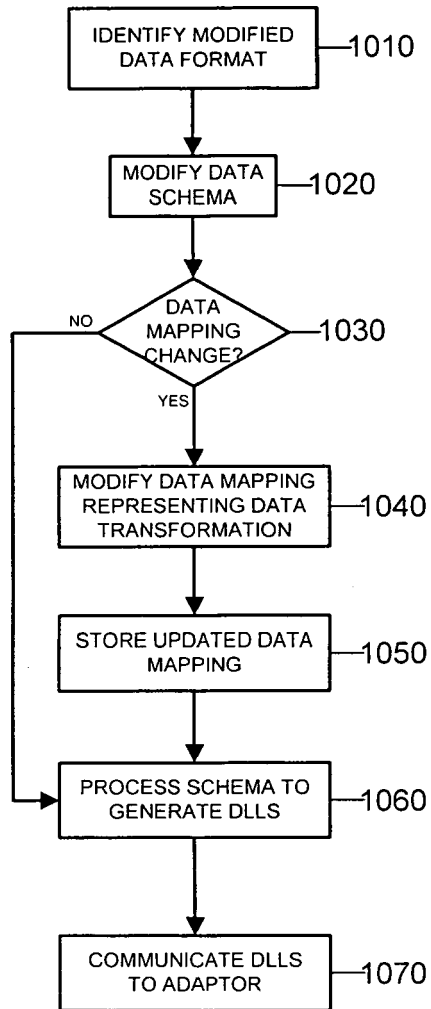 IDENTIFY MODIFIED
DATA FORMAT
1010
MODIFY DATA
SCHEMA
1020
DATA
MAPPING
CHANGE?
1030
NO
YES
MODIFY DATA MAPPING
REPRESENTING DATA
TRANSFORMATION
1040
STORE UPDATED DATA
MAPPING
1050
PROCESS SCHEMA TO
GENERATE DLLS
1060
COMMUNICATE DLLS
TO ADAPTOR
1070